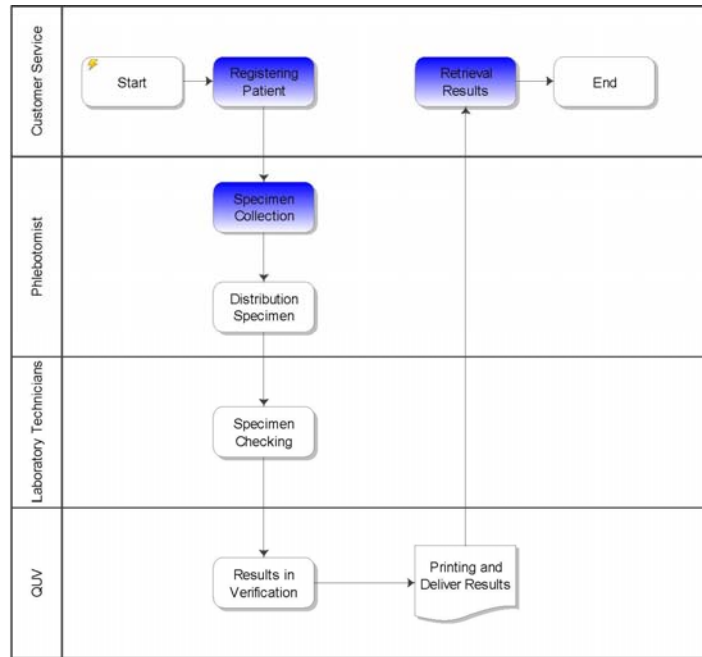 Customer Service
Start
Registering
Patient
Retrieval
Results
End
Phlebotomist
Specimen
Collection
Distribution
Specimen
Laboratory Technicians
Specimen
Checking
QUV
Results in
Verification
Printing and
Deliver Results